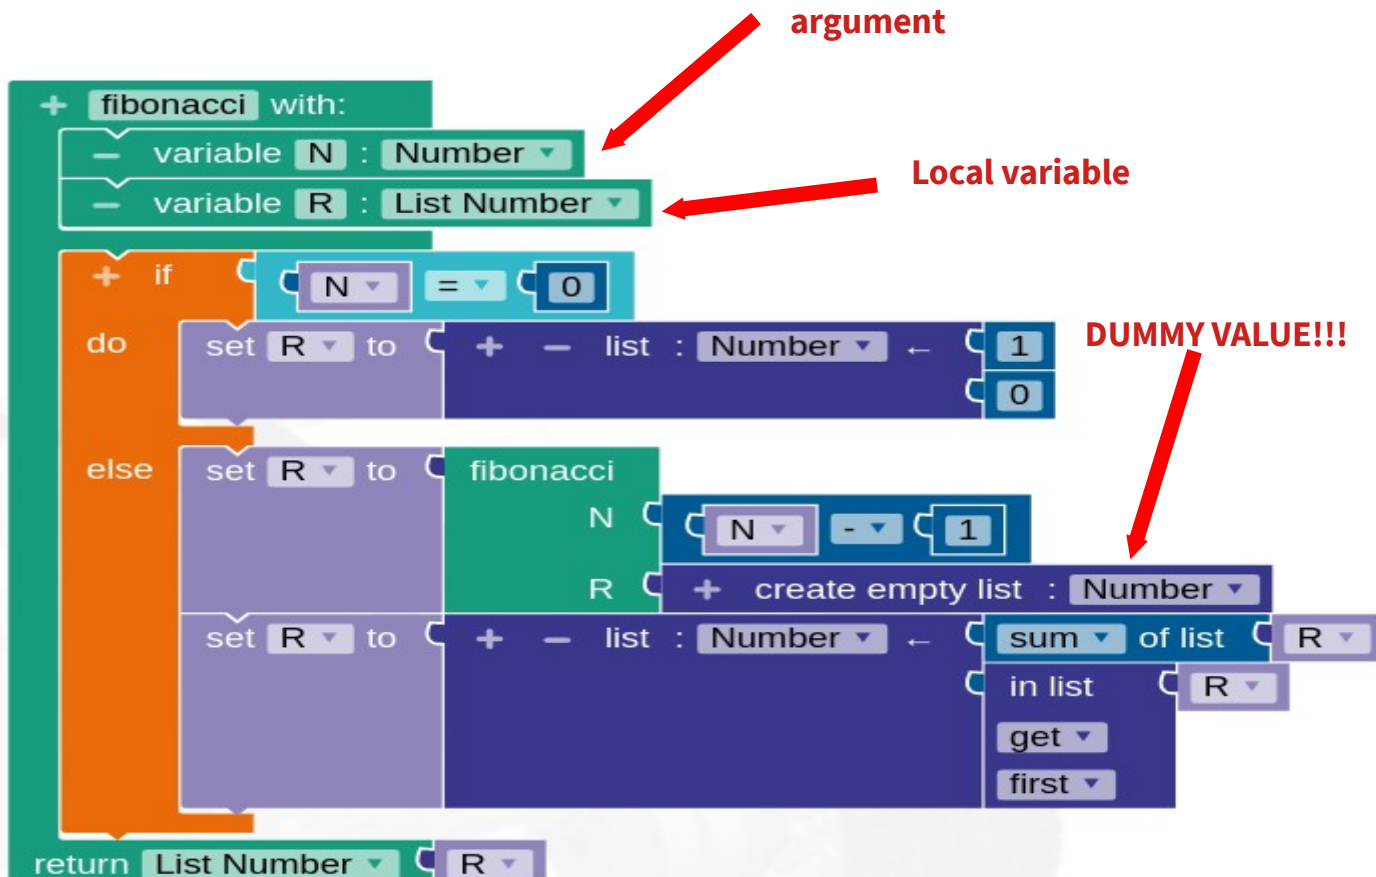 argument
+ fibonacci with:
− variable N : Number
Local variable
− variable R : List Number
+ if N = 0
DUMMY VALUE!!!
do set R to + − list : Number ← 1
0
else set R to fibonacci
N N - 1
R + create empty list : Number
set R to + − list : Number ← sum of list R
in list R
get
first
return List Number R